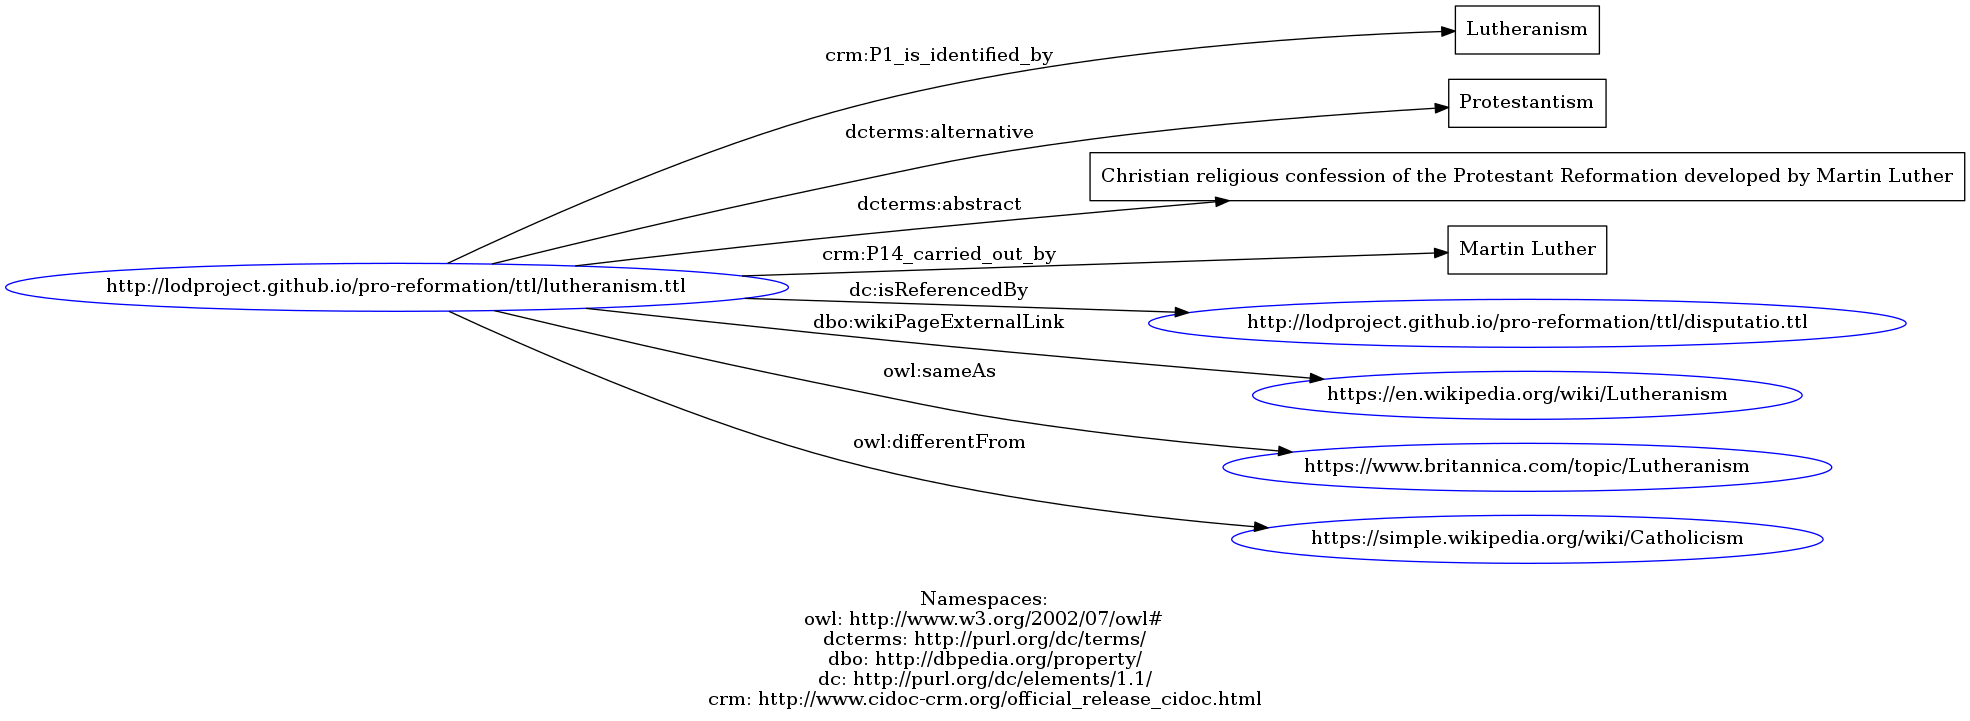 Lutheranism
crm:P1_is_identified_by
Protestantism
dcterms:alternative
Christian religious confession of the Protestant Reformation developed by Martin Luther
dcterms:abstract
Martin Luther
crm:P14_carried_out_by
http://lodproject.github.io/pro-reformation/ttl/lutheranism.ttl
dc:isReferencedBy
http://lodproject.github.io/pro-reformation/ttl/disputatio.ttl
dbo:wikiPageExternalLink
https://en.wikipedia.org/wiki/Lutheranism
owl:sameAs
https://www.britannica.com/topic/Lutheranism
owl:differentFrom
https://simple.wikipedia.org/wiki/Catholicism
Namespaces:
owl: http://www.w3.org/2002/07/owl#
dcterms: http://purl.org/dc/terms/
dbo: http://dbpedia.org/property/
dc: http://purl.org/dc/elements/1.1/
crm: http://www.cidoc-crm.org/official_release_cidoc.html